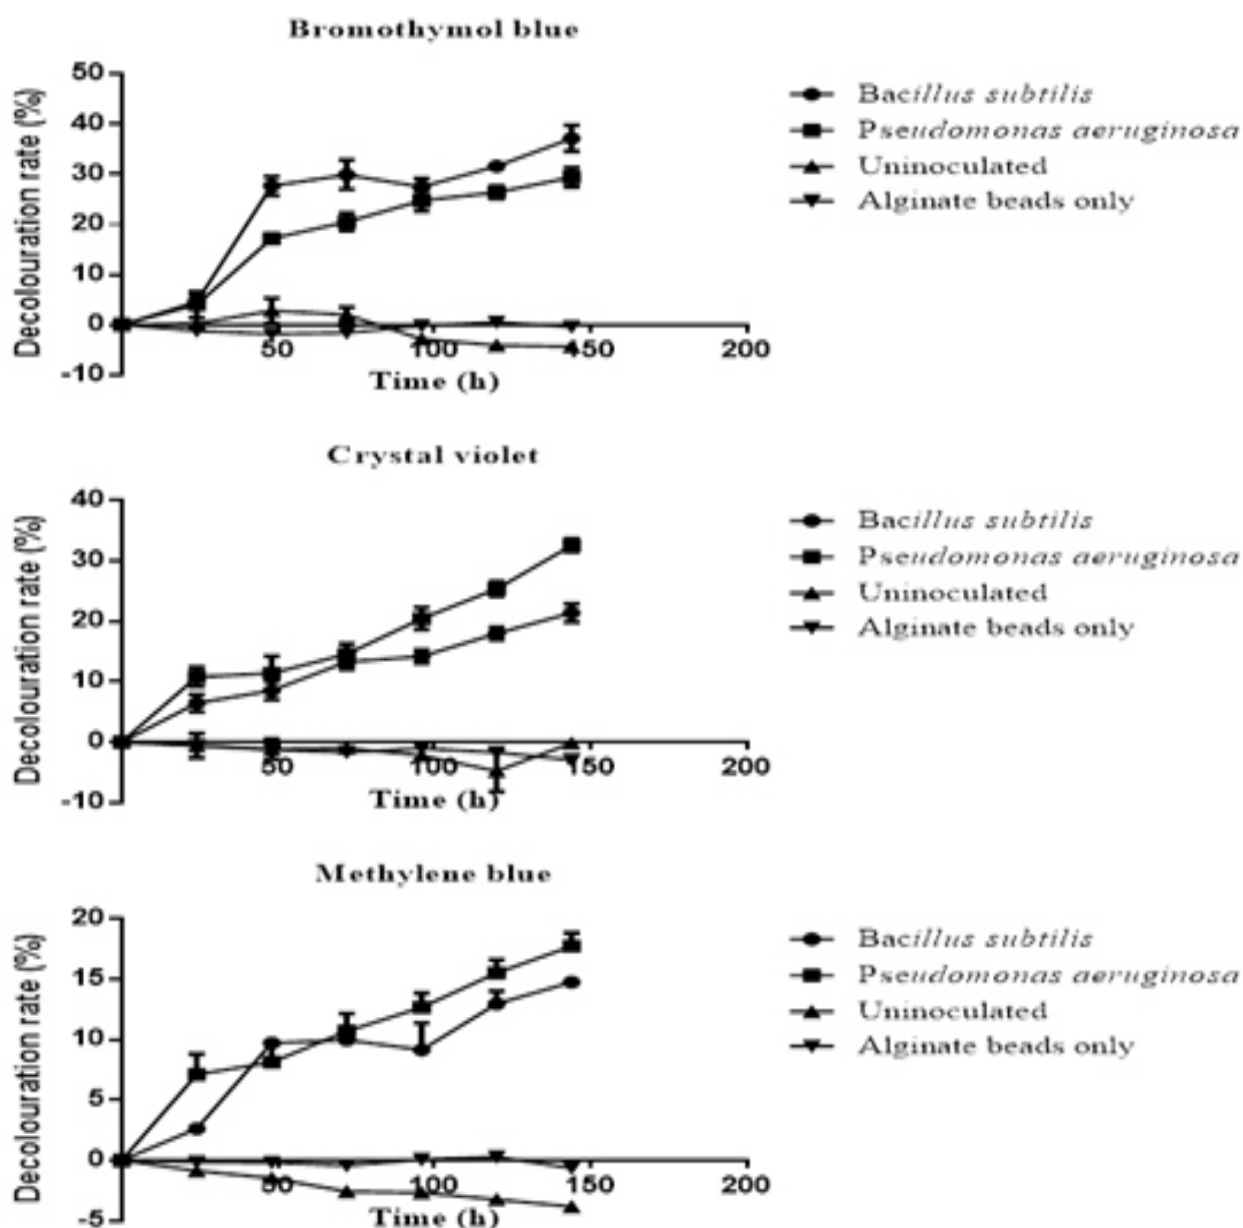 Bromothymol blue
Decolouration rate (%)
50
40
30
20
10
0
-10
50
100
150
200
Time (h)
Bacillus subtilis
Pseudomonas aeruginosa
Uninoculated
Alginate beads only
Crystal violet
Decolouration rate (%)
40
30
20
10
0
-10
50
100
150
200
Time (h)
Bacillus subtilis
Pseudomonas aeruginosa
Uninoculated
Alginate beads only
Methylene blue
Decolouration rate (%)
20
15
10
5
0
-5
50
100
150
200
Time (h)
Bacillus subtilis
Pseudomonas aeruginosa
Uninoculated
Alginate beads only